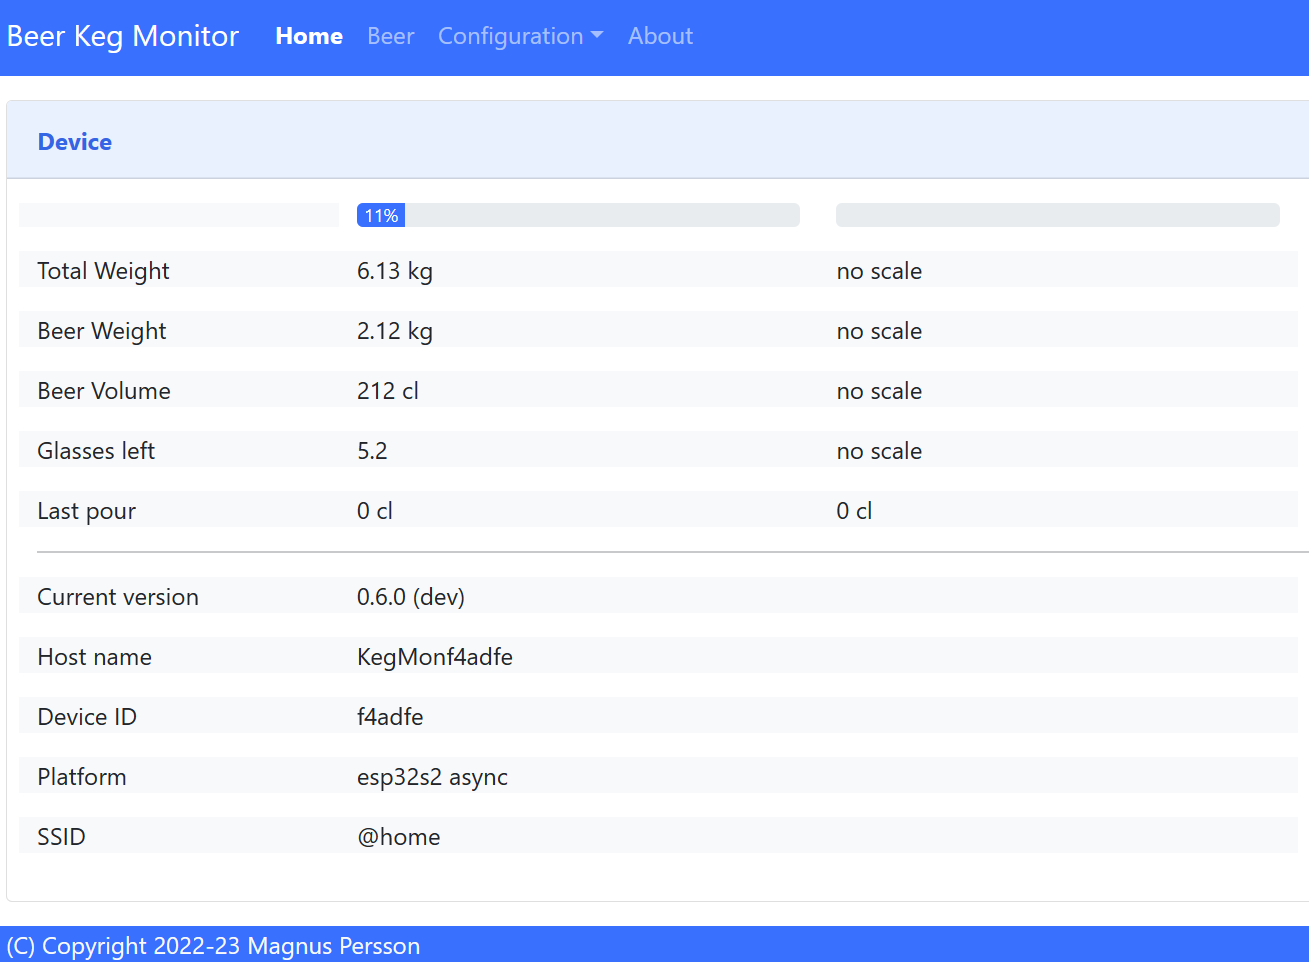 Beer Keg Monitor Home Beer Configuration About
Device
11%
Total Weight 6.13 kg no scale
Beer Weight 2.12 kg no scale
Beer Volume 212 cl no scale
Glasses left 5.2 no scale
Last pour 0 cl 0 cl
Current version 0.6.0 (dev)
Host name KegMonf4adfe
Device ID f4adfe
Platform esp32s2 async
SSID @home
(C) Copyright 2022-23 Magnus Persson